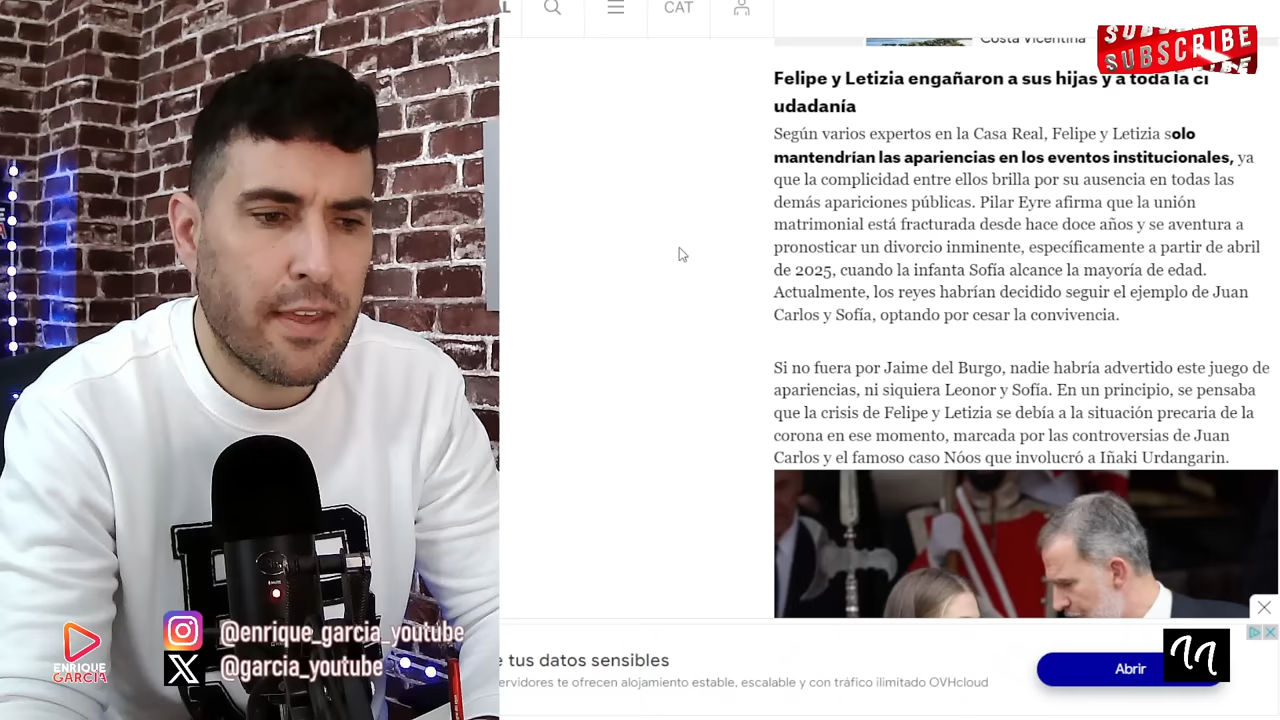 CAT
Costa Vicentina
SUBSCRIBE
Felipe y Letizia engañaron a sus hijas y a toda la ci
udadanía
Según varios expertos en la Casa Real, Felipe y Letizia solo
mantendrían las apariencias en los eventos institucionales, ya
que la complicidad entre ellos brilla por su ausencia en todas las
demás apariciones públicas. Pilar Eyre afirma que la unión
matrimonial está fracturada desde hace doce años y se aventura a
pronosticar un divorcio inminente, específicamente a partir de abril
de 2025, cuando la infanta Sofía alcance la mayoría de edad.
Actualmente, los reyes habrían decidido seguir el ejemplo de Juan
Carlos y Sofía, optando por cesar la convivencia.
Si no fuera por Jaime del Burgo, nadie habría advertido este juego de
apariencias, ni siquiera Leonor y Sofía. En un principio, se pensaba
que la crisis de Felipe y Letizia se debía a la situación precaria de la
corona en ese momento, marcada por las controversias de Juan
Carlos y el famoso caso Nóos que involucró a Iñaki Urdangarin.
@enrique_garcia_youtube
@garcia_youtube
ENRIQUE
GARCIA
e tus datos sensibles
ervidores te ofrecen alojamiento estable, escalable y con tráfico ilimitado OVHcloud
Abrir